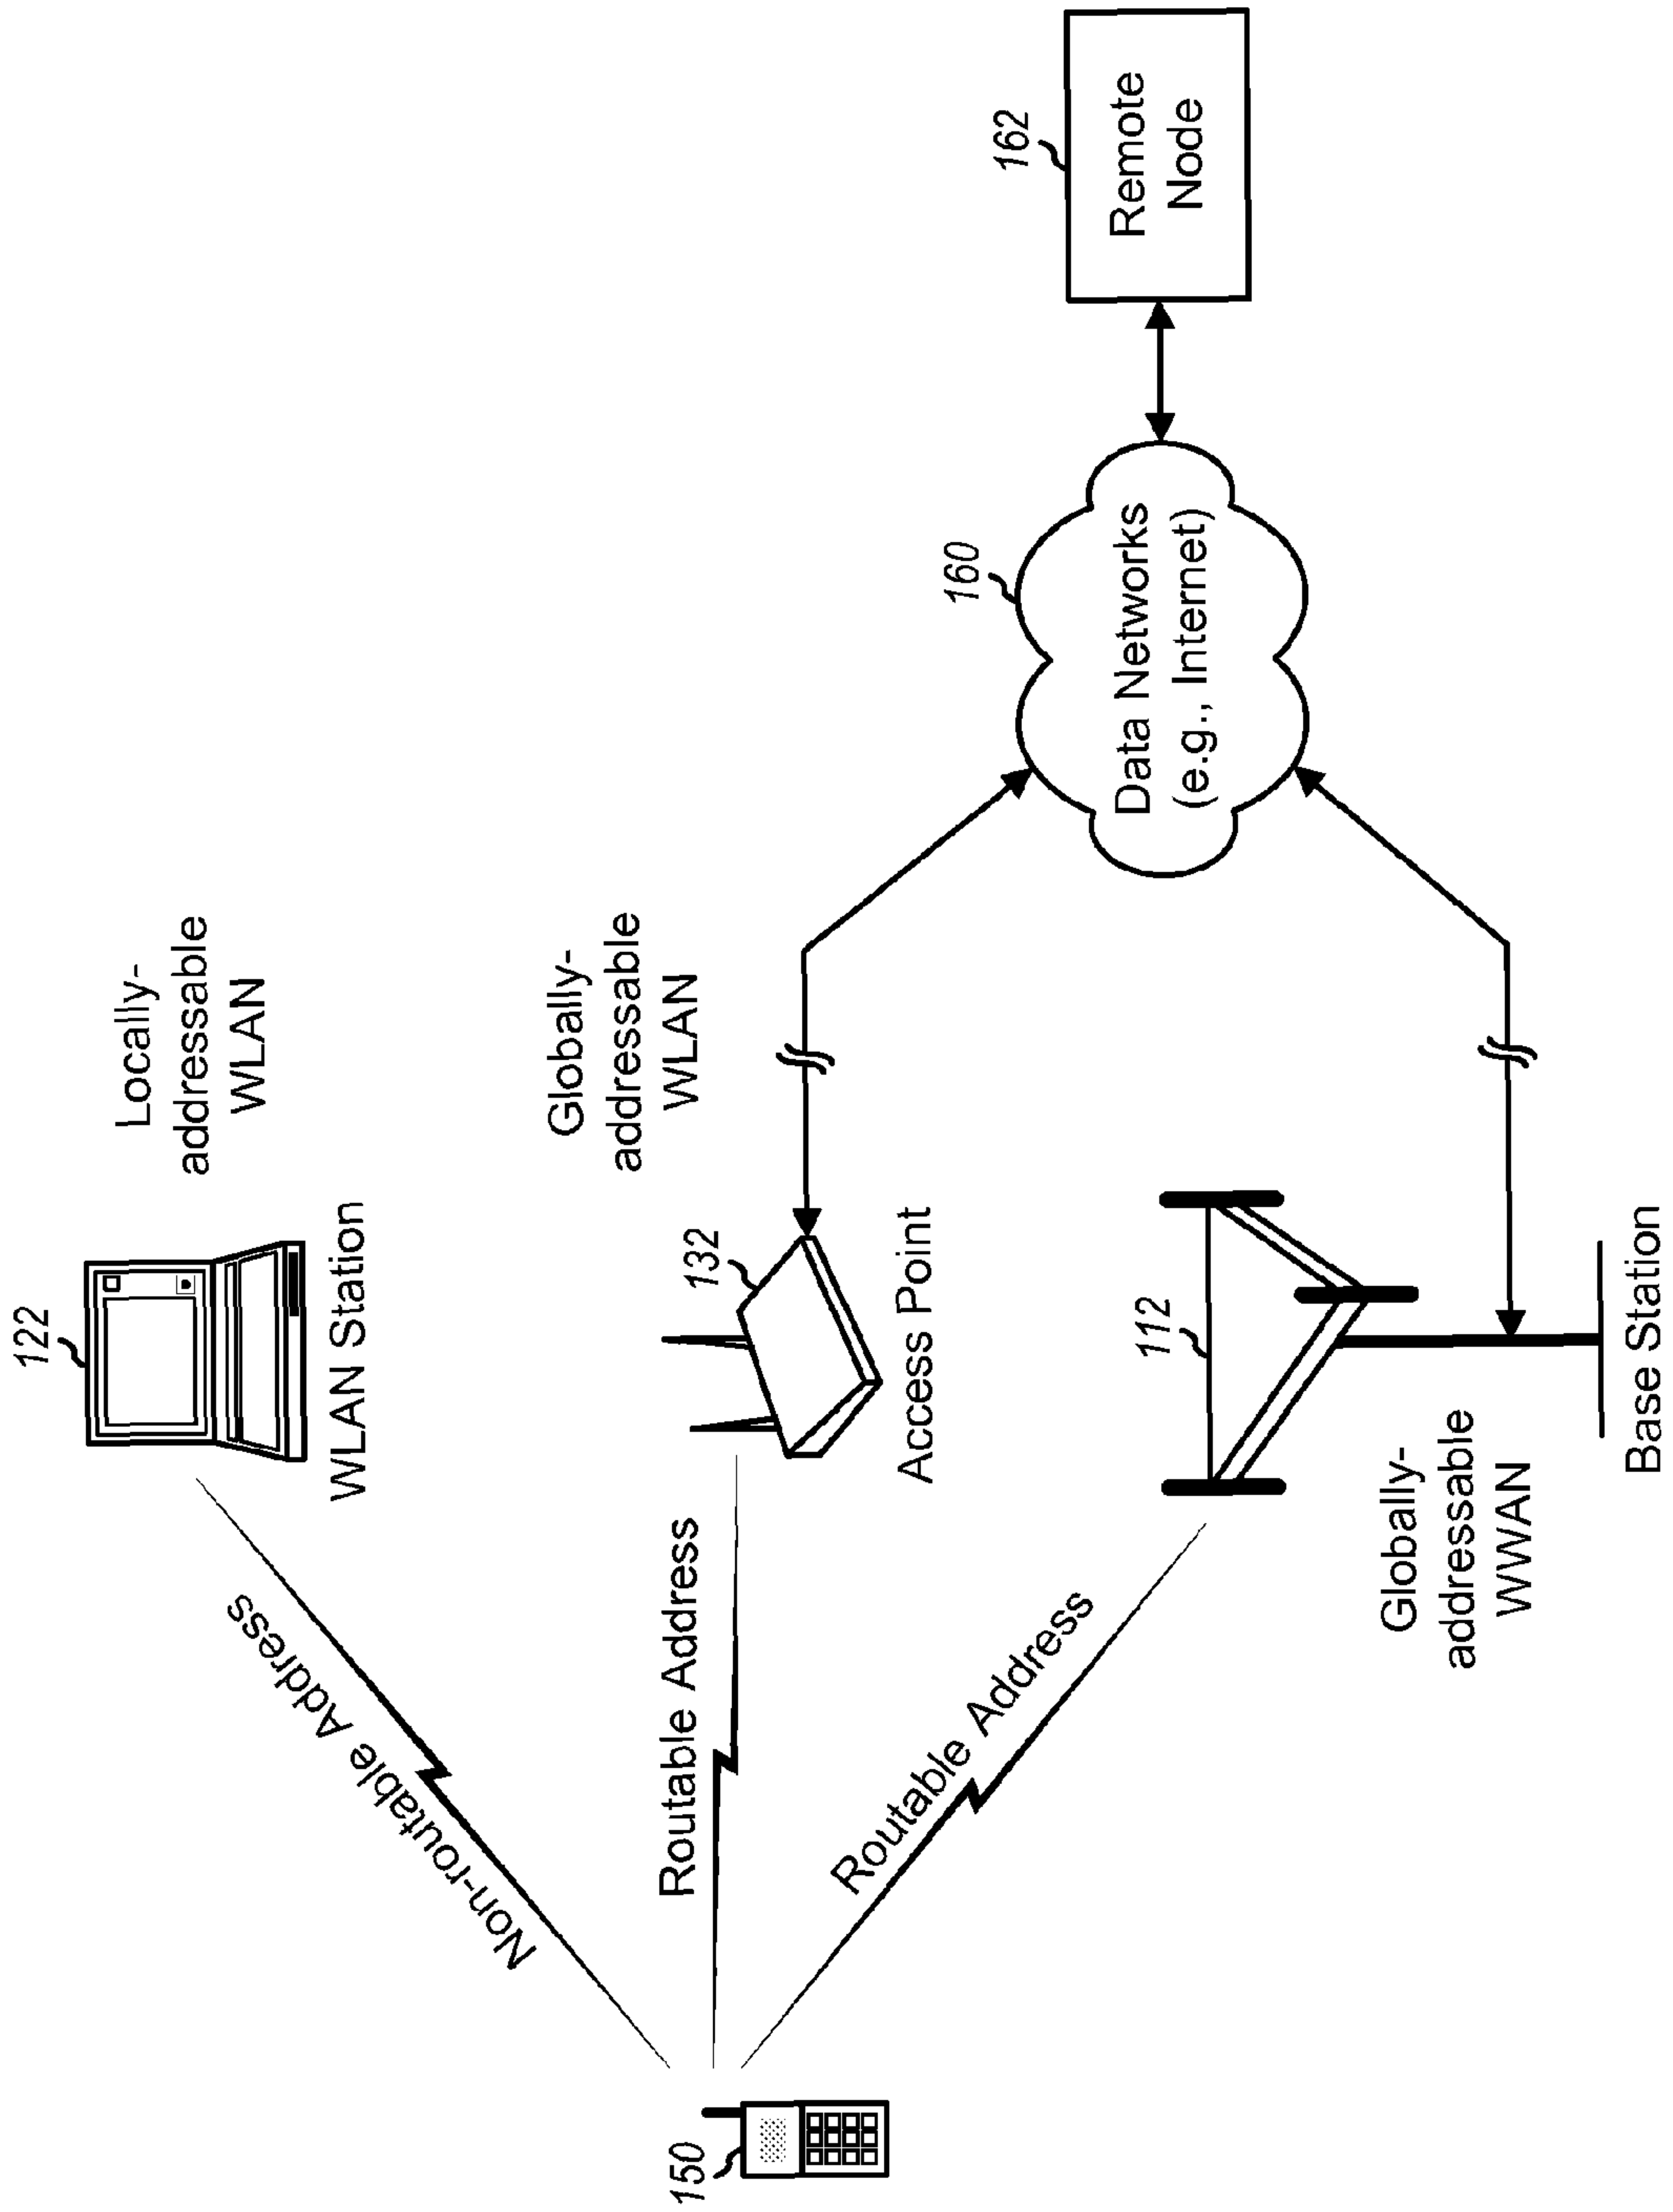 122
WLAN Station
Locally-
addressable
WLAN
Non-routable Address
150
Routable Address
132
Access Point
Globally-
addressable
WLAN
Routable Address
112
Globally-
addressable
WWAN
Base Station
160
Data Networks
(e.g., Internet)
162
Remote
Node